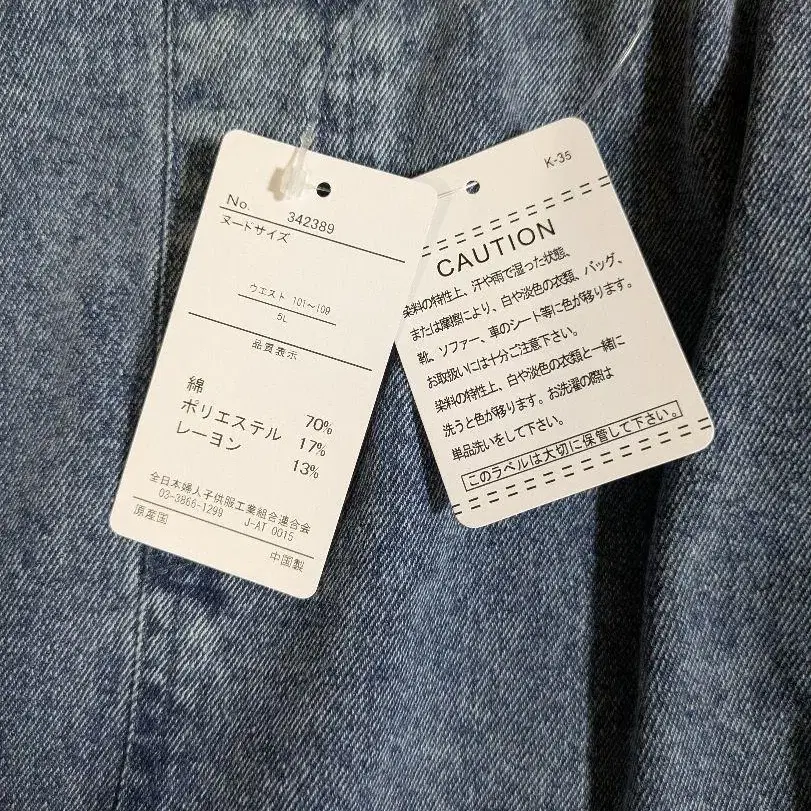 No. 342389
ヌードサイズ
ウエスト 101〜109
5L
品質表示
綿 70%
ポリエステル 17%
レーヨン 13%
全日本婦人子供服工業組合連合会
03-3866-1299 J-AT 0015
原産国
中国製
K-35
CAUTION
染料の特性上、汗や雨で湿った状態、
または摩擦により、白や淡色の衣類、バッグ、
靴、ソファー、車のシート等に色が移ります。
お取扱いには十分ご注意下さい。
染料の特性上、白や淡色の衣類と一緒に
洗うと色が移ります。お洗濯の際は
単品洗いをして下さい。
このラベルは大切に保管して下さい。